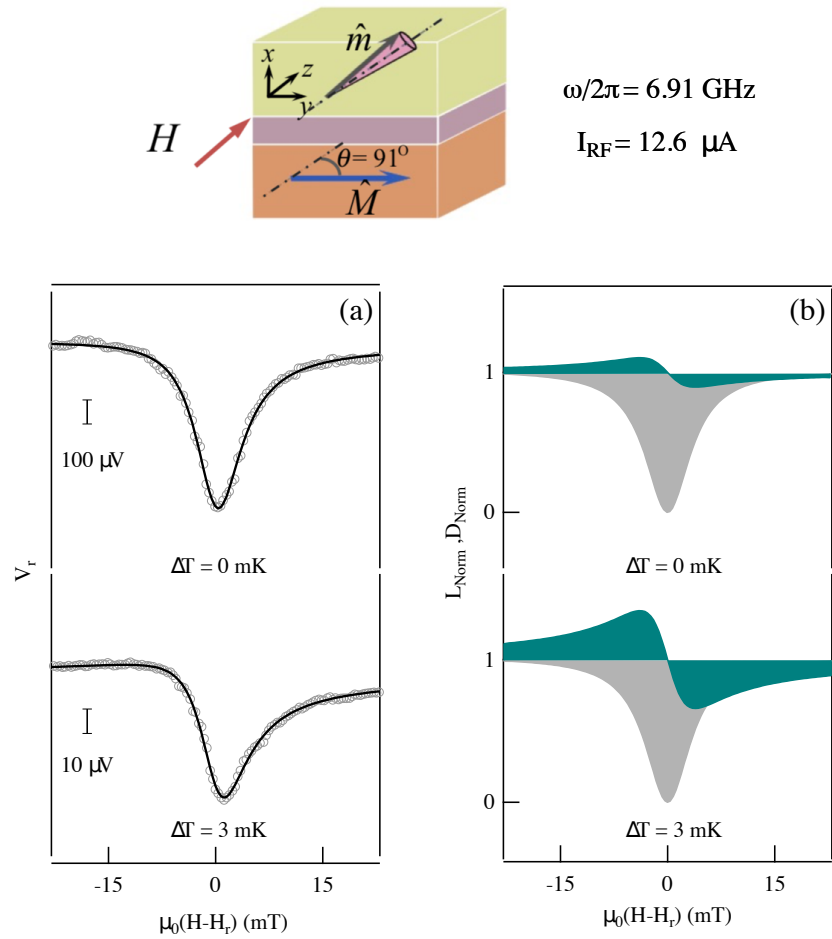 x
z
y
m̂
H
θ= 91°
M̂
ω/2π= 6.91 GHz
I_RF= 12.6 μA
(a)
100 μV
ΔT = 0 mK
V_r
10 μV
ΔT = 3 mK
-15 0 15
μ₀(H-H_r) (mT)
(b)
1
0
ΔT = 0 mK
L_Norm ,D_Norm
1
0
ΔT = 3 mK
-15 0 15
μ₀(H-H_r) (mT)